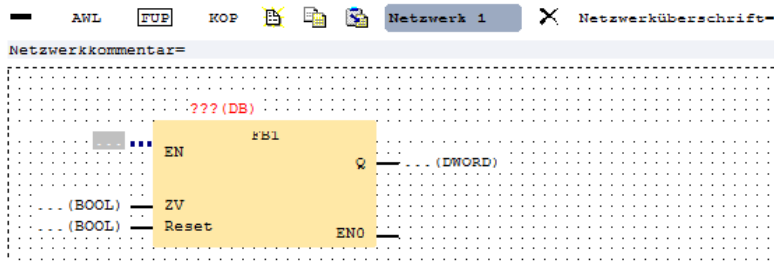 AWL FUP KOP Netzwerk 1 Netzwerküberschrift=
Netzwerkkommentar=
???(DB)
... FB1
EN
Q ...(DWORD)
...(BOOL) ZV
...(BOOL) Reset
ENO